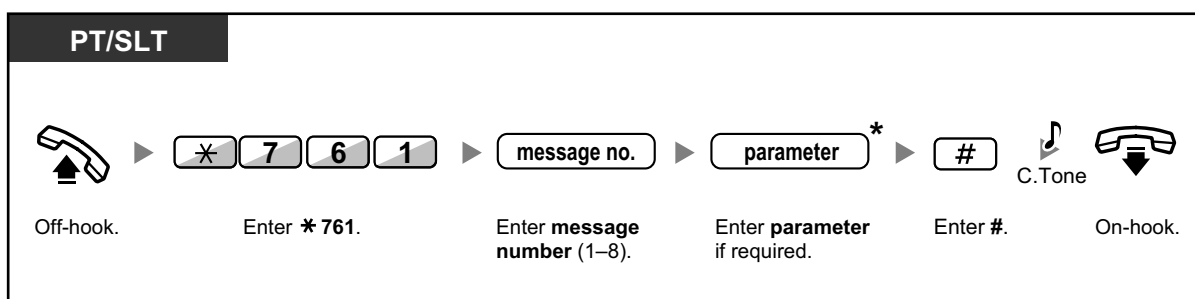 PT/SLT
✳ 7 6 1
message no.
parameter*
#
C.Tone
Off-hook.
Enter ✳ 761.
Enter message
number (1–8).
Enter parameter
if required.
Enter #.
On-hook.